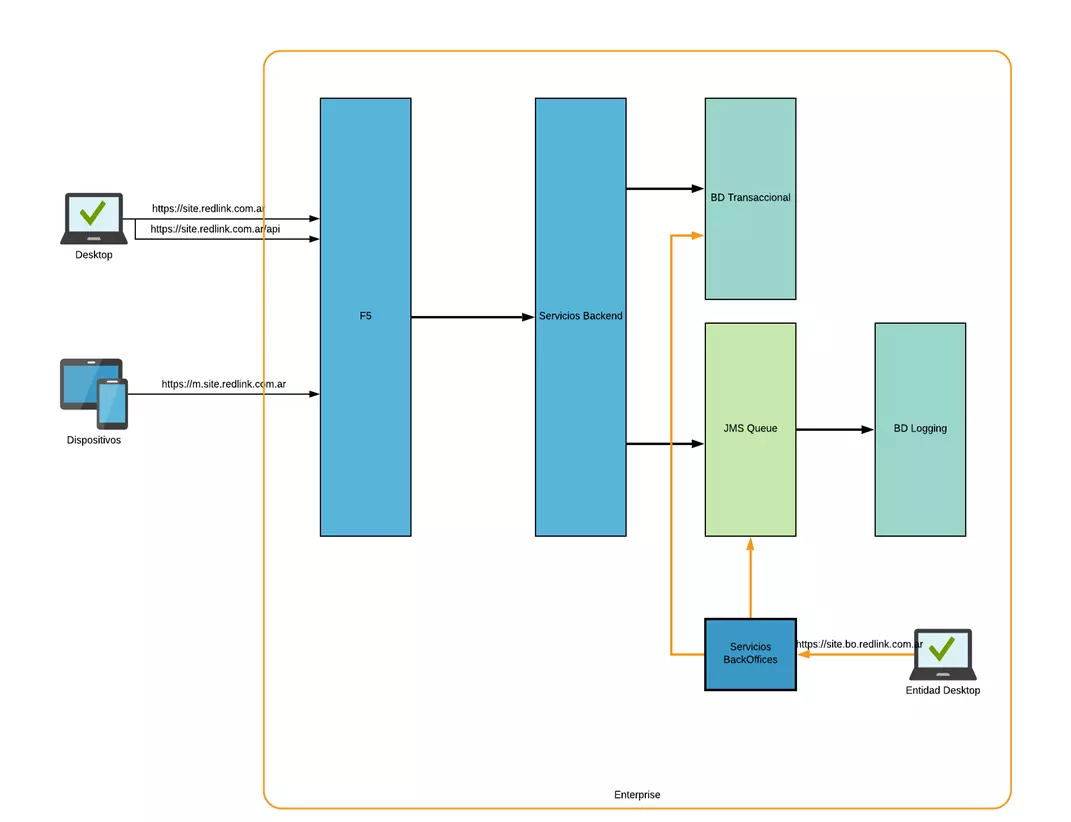 https://site.redlink.com.ar
https://site.redlink.com.ar/api
Desktop
https://m.site.redlink.com.ar
Dispositivos
F5
Servicios Backend
BD Transaccional
JMS Queue
BD Logging
Servicios
BackOffices
https://site.bo.redlink.com.ar
Entidad Desktop
Enterprise